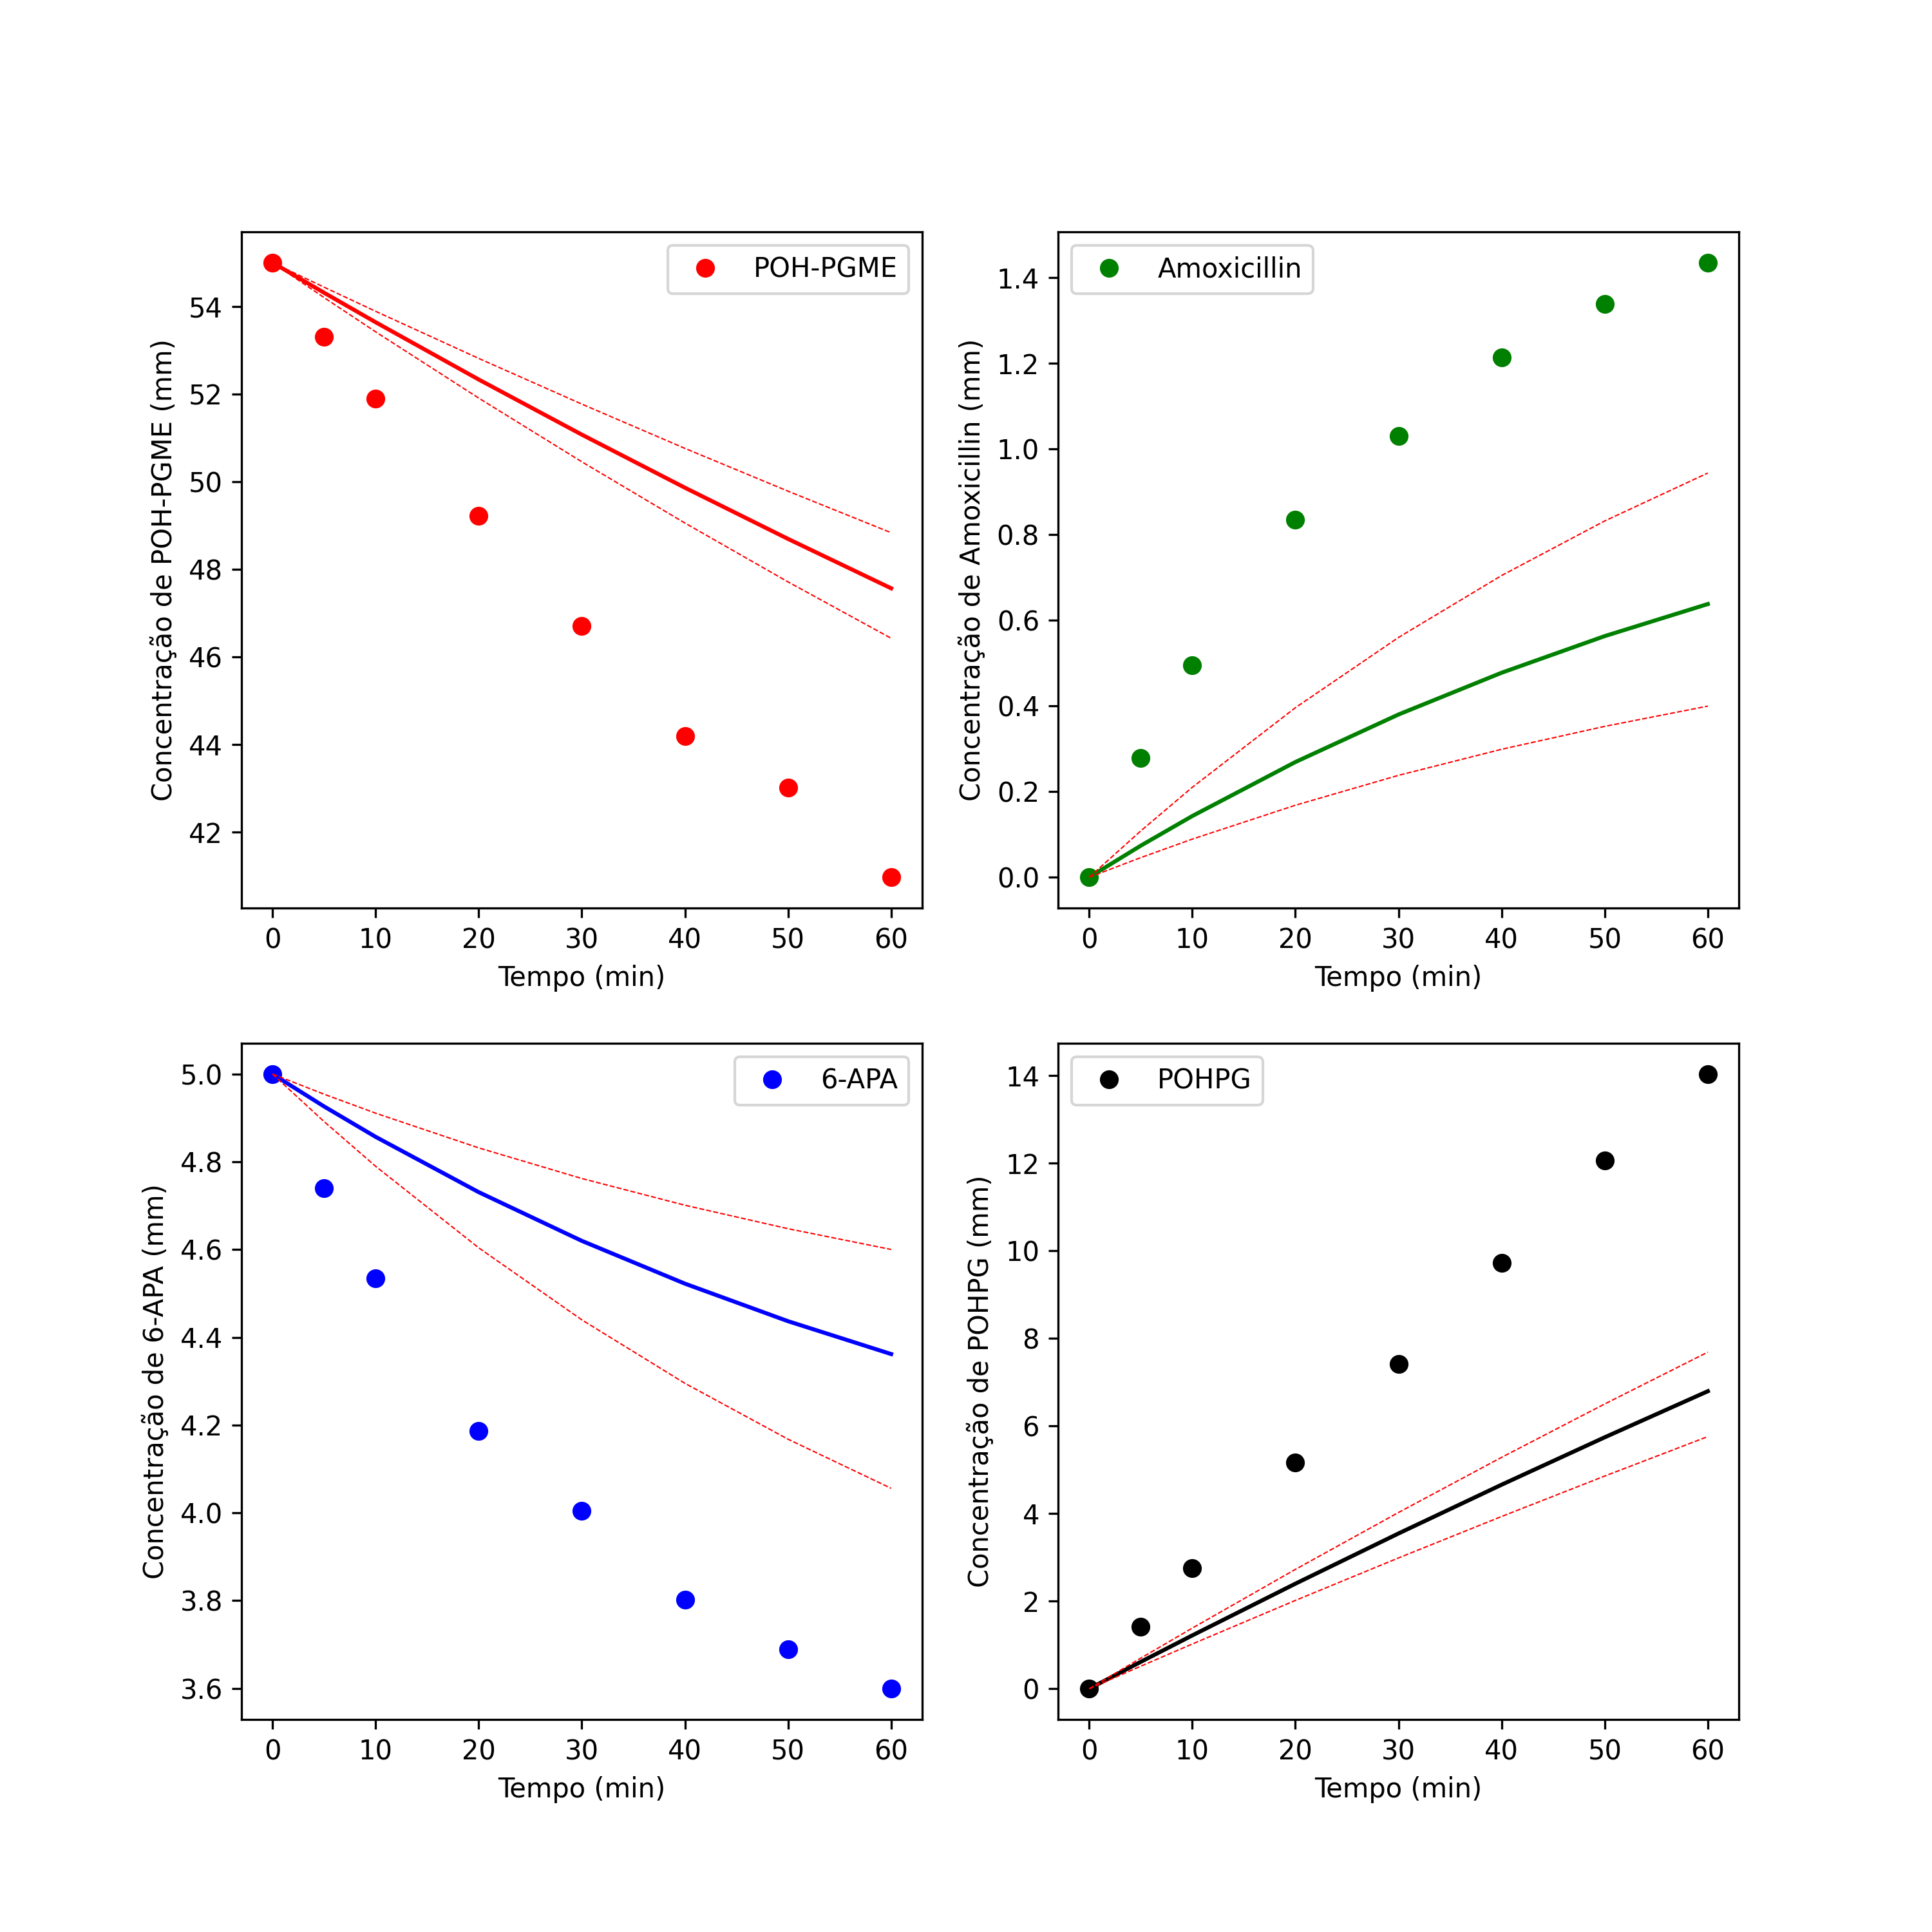 POH-PGME
Concentração de POH-PGME (mm)
54
52
50
48
46
44
42
0 10 20 30 40 50 60
Tempo (min)
Amoxicillin
Concentração de Amoxicillin (mm)
1.4
1.2
1.0
0.8
0.6
0.4
0.2
0.0
0 10 20 30 40 50 60
Tempo (min)
6-APA
Concentração de 6-APA (mm)
5.0
4.8
4.6
4.4
4.2
4.0
3.8
3.6
0 10 20 30 40 50 60
Tempo (min)
POHPG
Concentração de POHPG (mm)
14
12
10
8
6
4
2
0
0 10 20 30 40 50 60
Tempo (min)